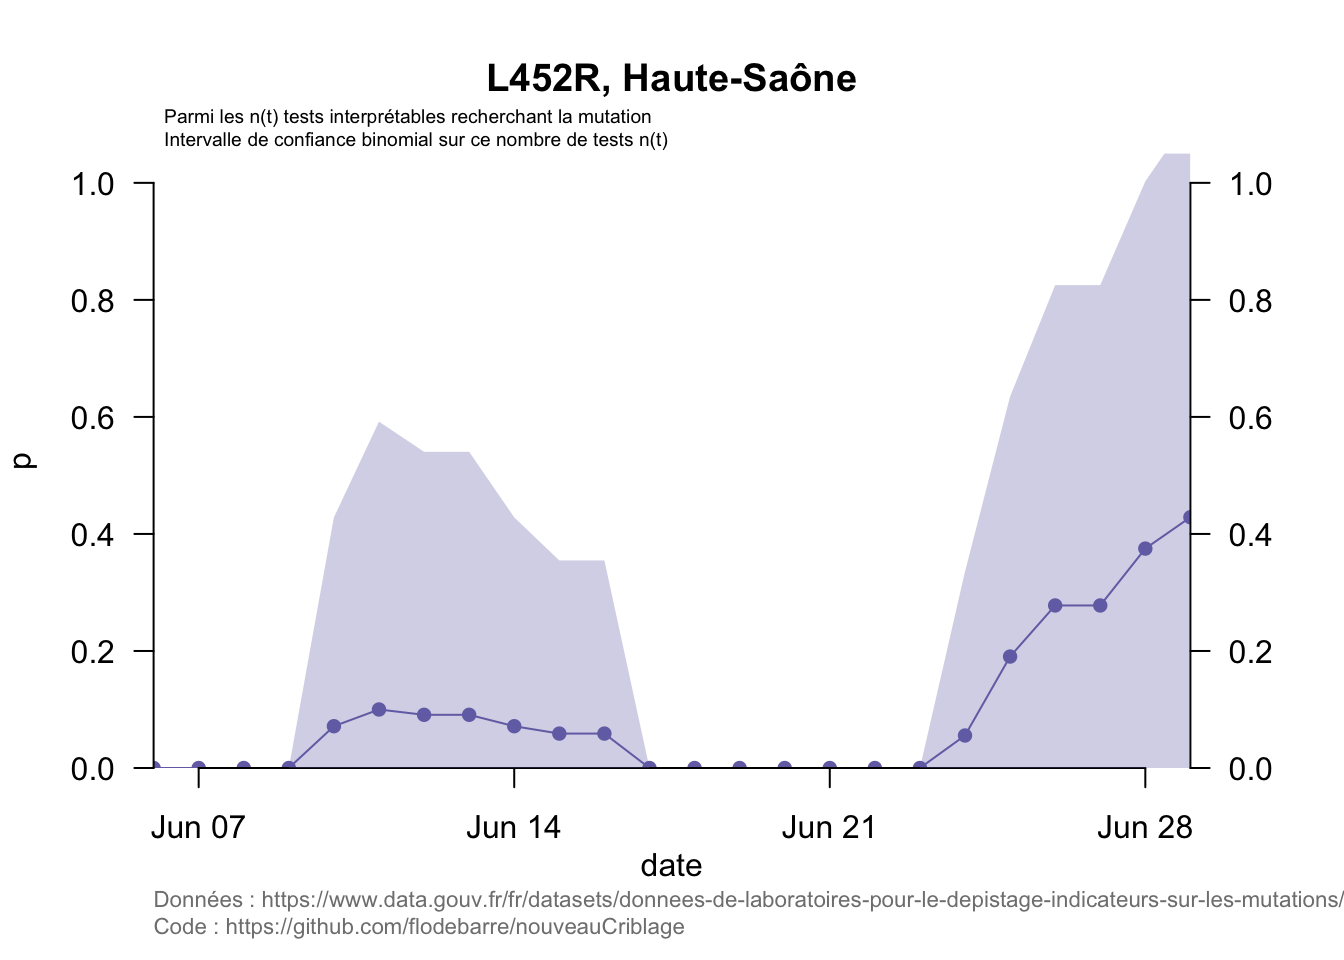 L452R, Haute-Saône
Parmi les n(t) tests interprétables recherchant la mutation
Intervalle de confiance binomial sur ce nombre de tests n(t)
1.0 1.0
0.8 0.8
0.6 0.6
p
0.4 0.4
0.2 0.2
0.0 0.0
Jun 07 Jun 14 Jun 21 Jun 28
date
Données : https://www.data.gouv.fr/fr/datasets/donnees-de-laboratoires-pour-le-depistage-indicateurs-sur-les-mutations/
Code : https://github.com/flodebarre/nouveauCriblage